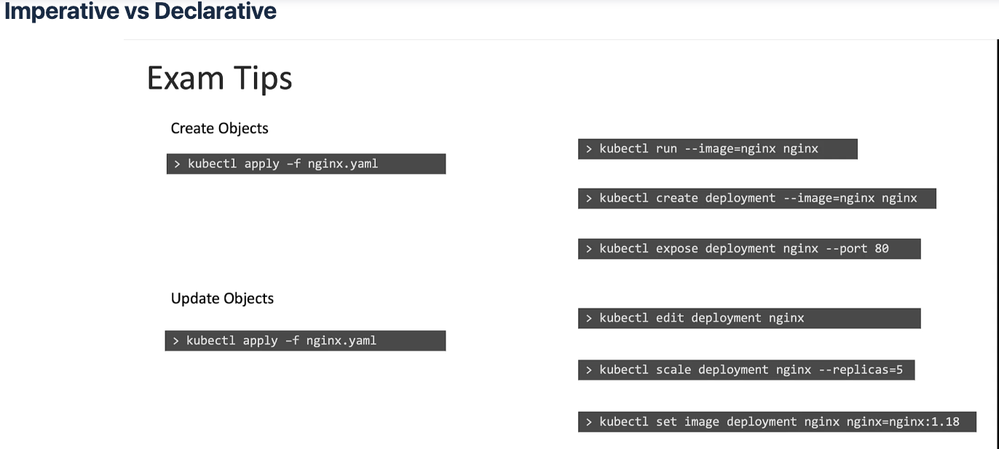 Imperative vs Declarative
Exam Tips
Create Objects
> kubectl apply –f nginx.yaml
> kubectl run --image=nginx nginx
> kubectl create deployment --image=nginx nginx
> kubectl expose deployment nginx --port 80
Update Objects
> kubectl apply –f nginx.yaml
> kubectl edit deployment nginx
> kubectl scale deployment nginx --replicas=5
> kubectl set image deployment nginx nginx=nginx:1.18